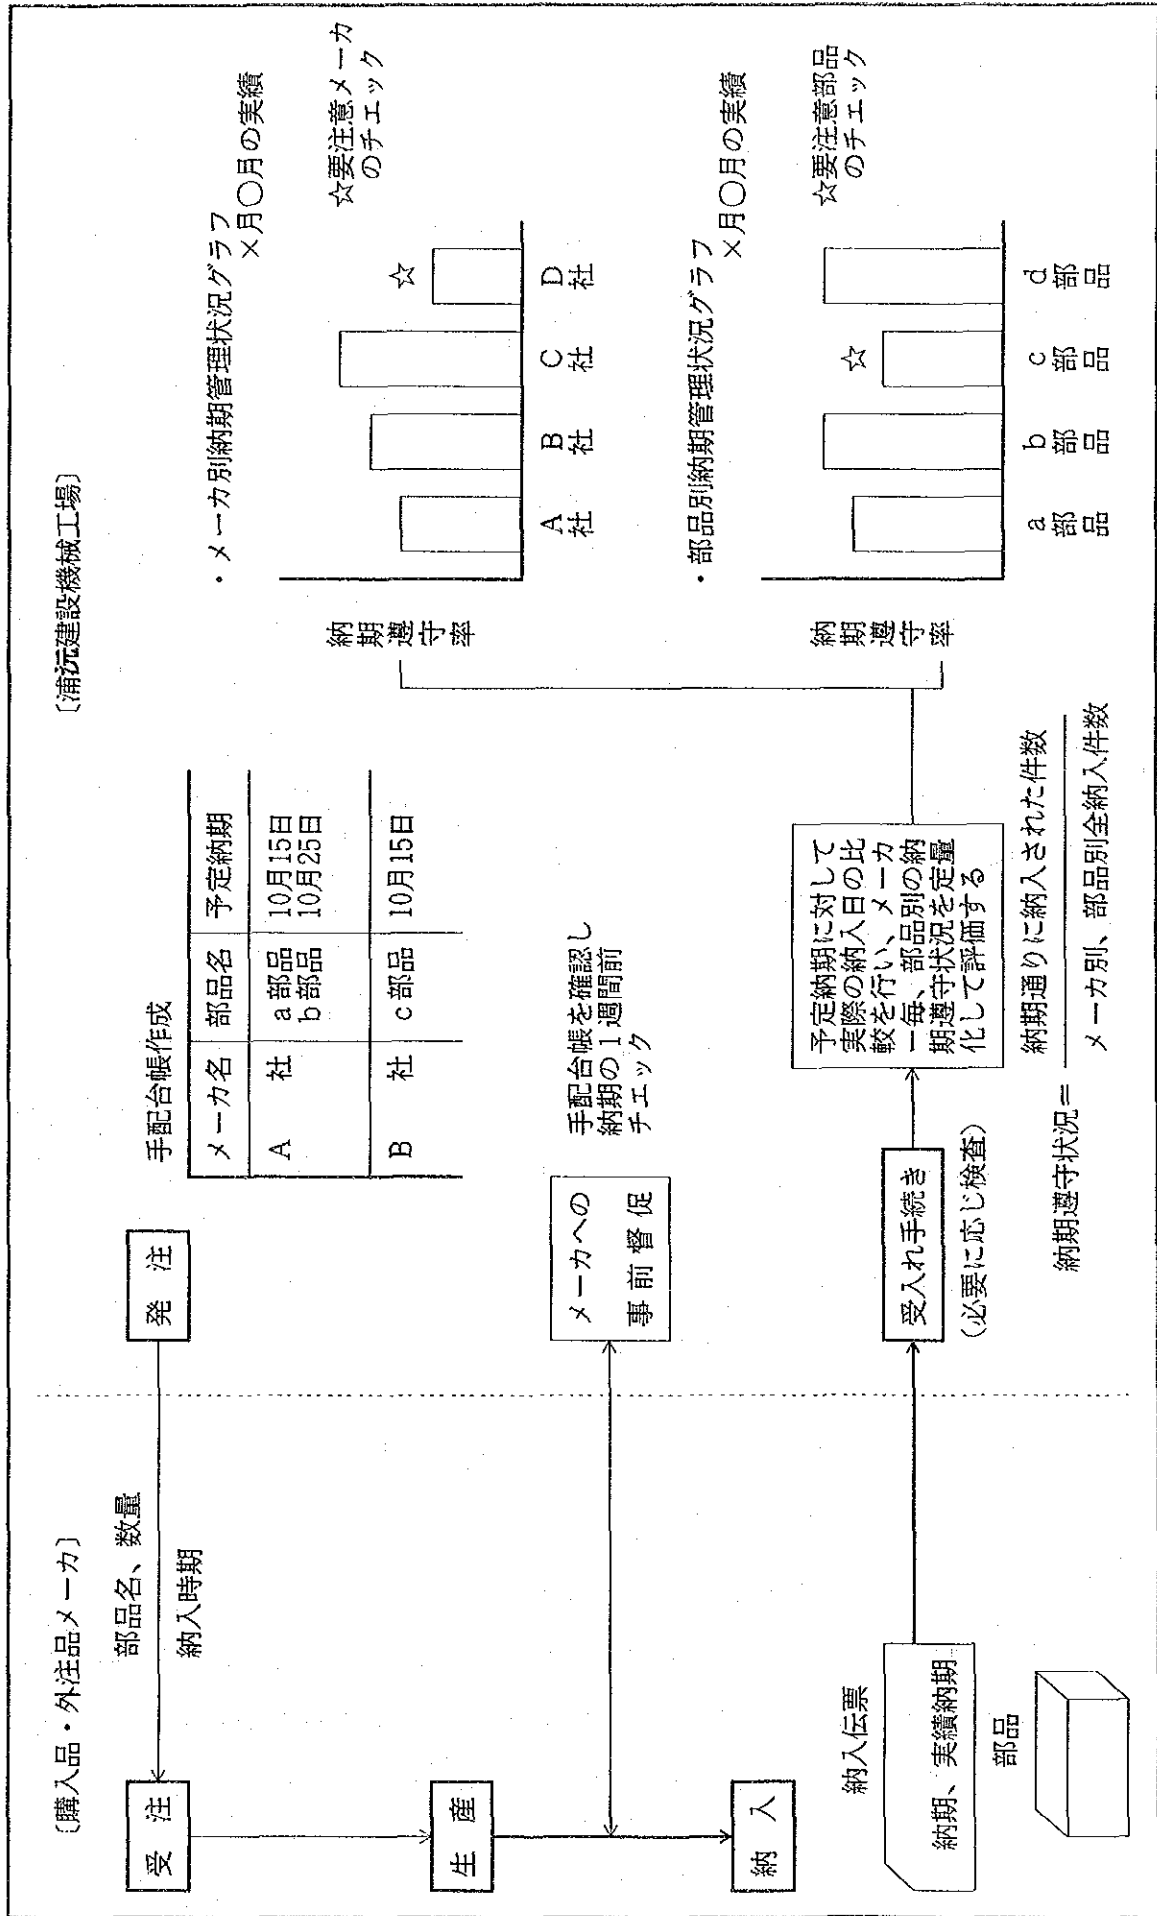 〔購入品・外注品メーカ〕
〔浦沅建設機械工場〕
受注
部品名、数量
納入時期
発注
手配台帳作成
メーカ名 部品名 予定納期
A社 a部品 10月15日
b部品 10月25日
B社 c部品 10月15日
生産
メーカへの
事前督促
手配台帳を確認し
納期の1週間前
チェック
納入
納入伝票
納期、実績納期
部品
受入れ手続き
(必要に応じ検査)
予定納期に対して
実際の納入日の比
較を行い、メーカ
ー毎、部品別の納
期遵守状況を定量
化して評価する
納期遵守状況=
納期通りに納入された件数
メーカ別、部品別全納入件数
・メーカ別納期管理状況グラフ
×月○月の実績
☆要注意メーカ
のチェック
納期遵守率
☆
A社 B社 C社 D社
・部品別納期管理状況グラフ
×月○月の実績
☆要注意部品
のチェック
納期遵守率
☆
a部品 b部品 c部品 d部品